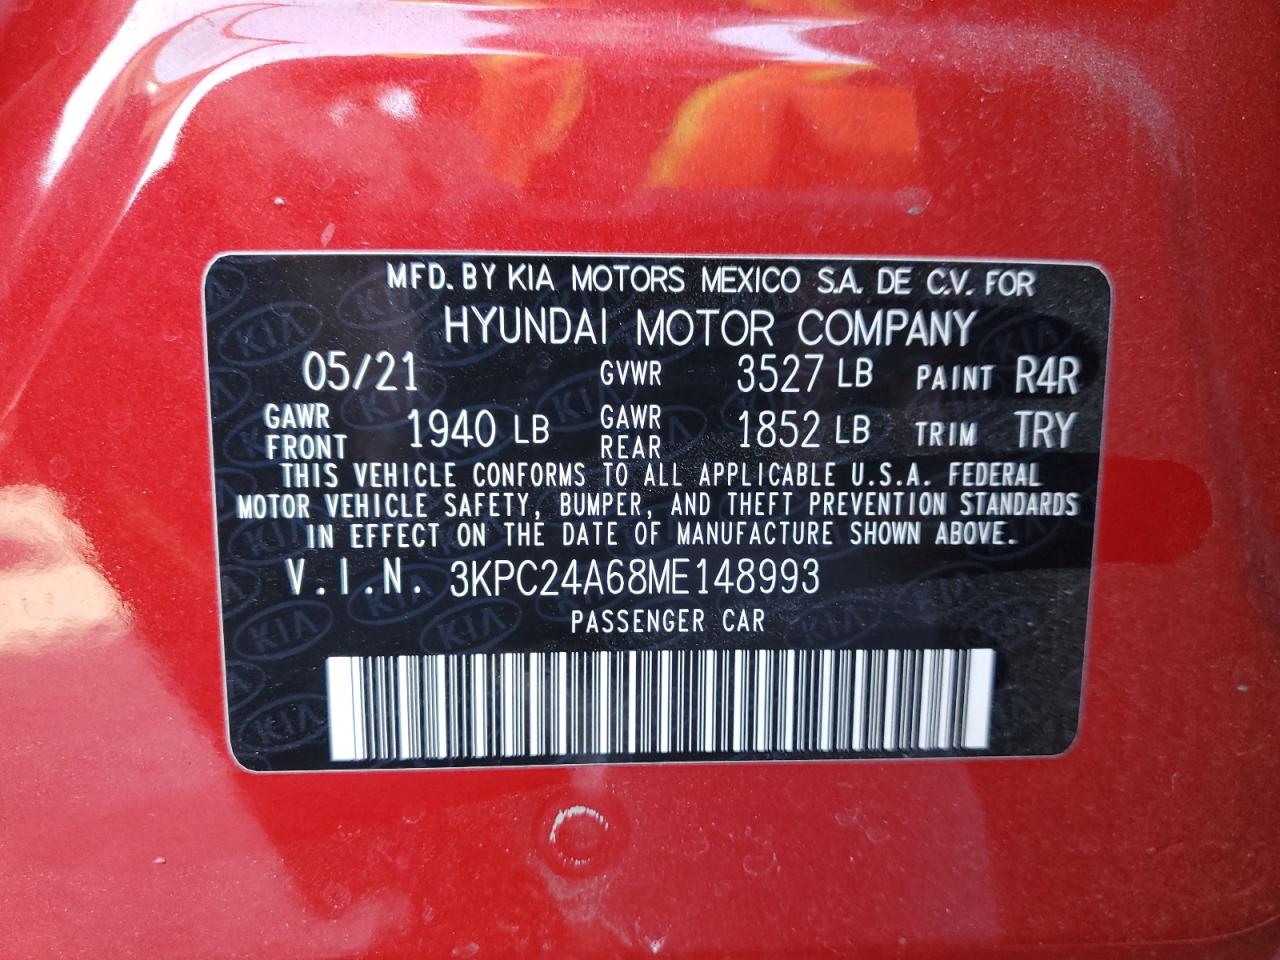 MFD. BY KIA MOTORS MEXICO S.A. DE C.V. FOR
HYUNDAI MOTOR COMPANY
05/21 GVWR 3527 LB PAINT R4R
GAWR FRONT 1940 LB GAWR REAR 1852 LB TRIM TRY
THIS VEHICLE CONFORMS TO ALL APPLICABLE U.S.A. FEDERAL
MOTOR VEHICLE SAFETY, BUMPER, AND THEFT PREVENTION STANDARDS
IN EFFECT ON THE DATE OF MANUFACTURE SHOWN ABOVE.
V.I.N. 3KPC24A68ME148993
PASSENGER CAR